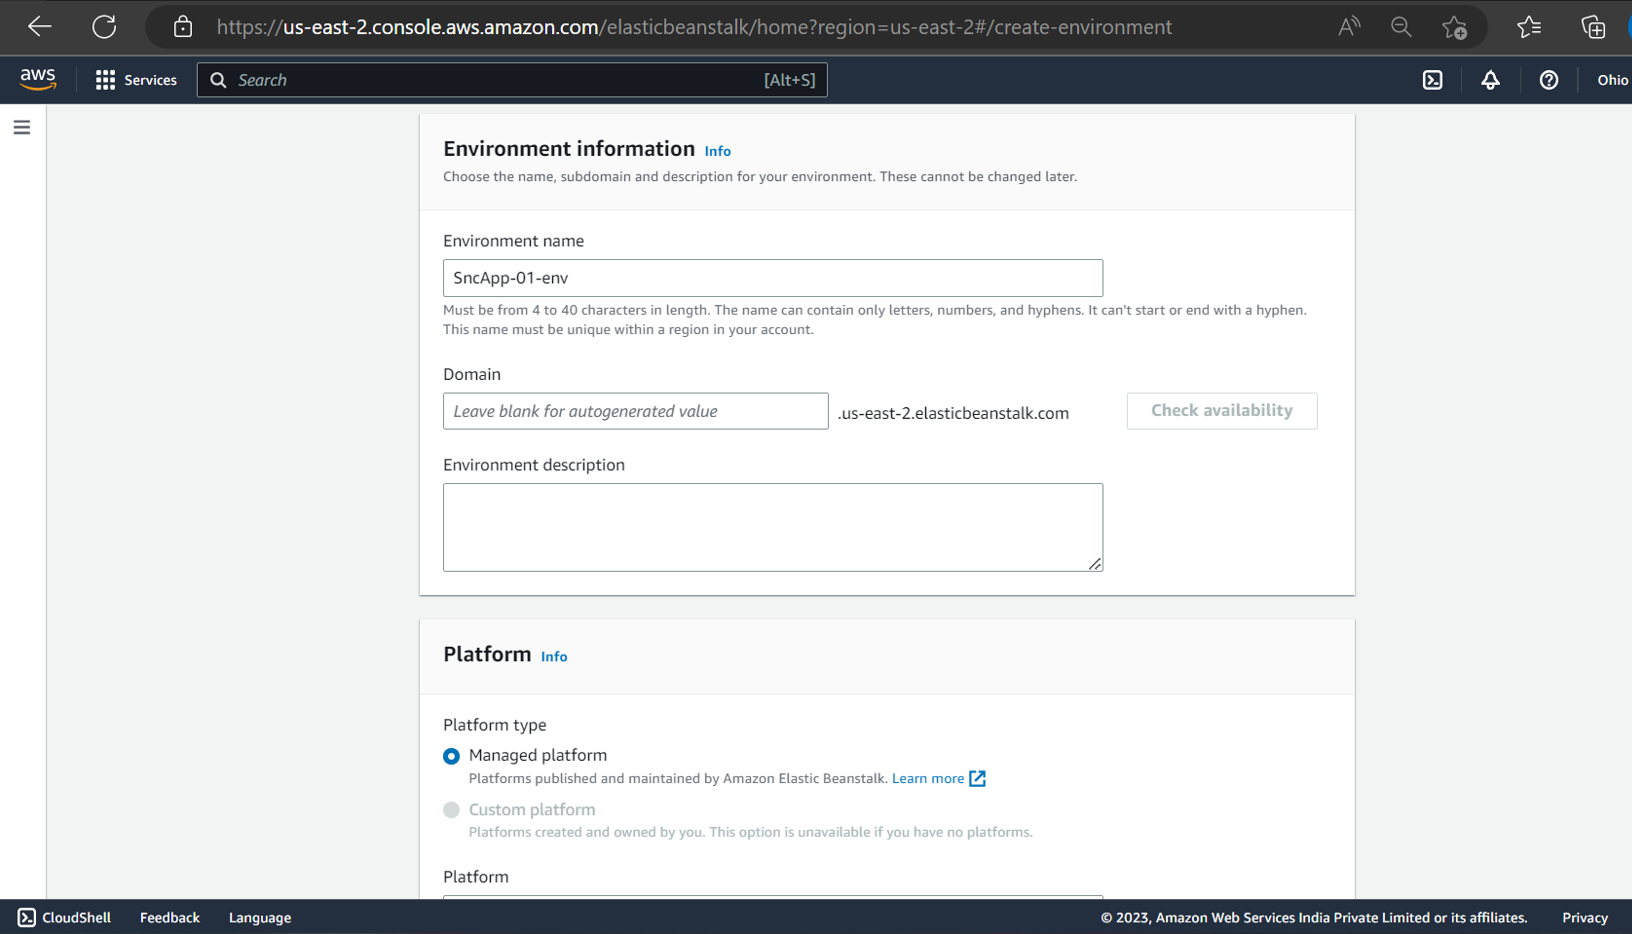 https://us-east-2.console.aws.amazon.com/elasticbeanstalk/home?region=us-east-2#/create-environment
aws
Services
Search
[Alt+S]
Ohio
Environment information Info
Choose the name, subdomain and description for your environment. These cannot be changed later.
Environment name
SncApp-01-env
Must be from 4 to 40 characters in length. The name can contain only letters, numbers, and hyphens. It can't start or end with a hyphen.
This name must be unique within a region in your account.
Domain
Leave blank for autogenerated value
.us-east-2.elasticbeanstalk.com
Check availability
Environment description
Platform Info
Platform type
Managed platform
Platforms published and maintained by Amazon Elastic Beanstalk. Learn more
Custom platform
Platforms created and owned by you. This option is unavailable if you have no platforms.
Platform
CloudShell
Feedback
Language
© 2023, Amazon Web Services India Private Limited or its affiliates.
Privacy